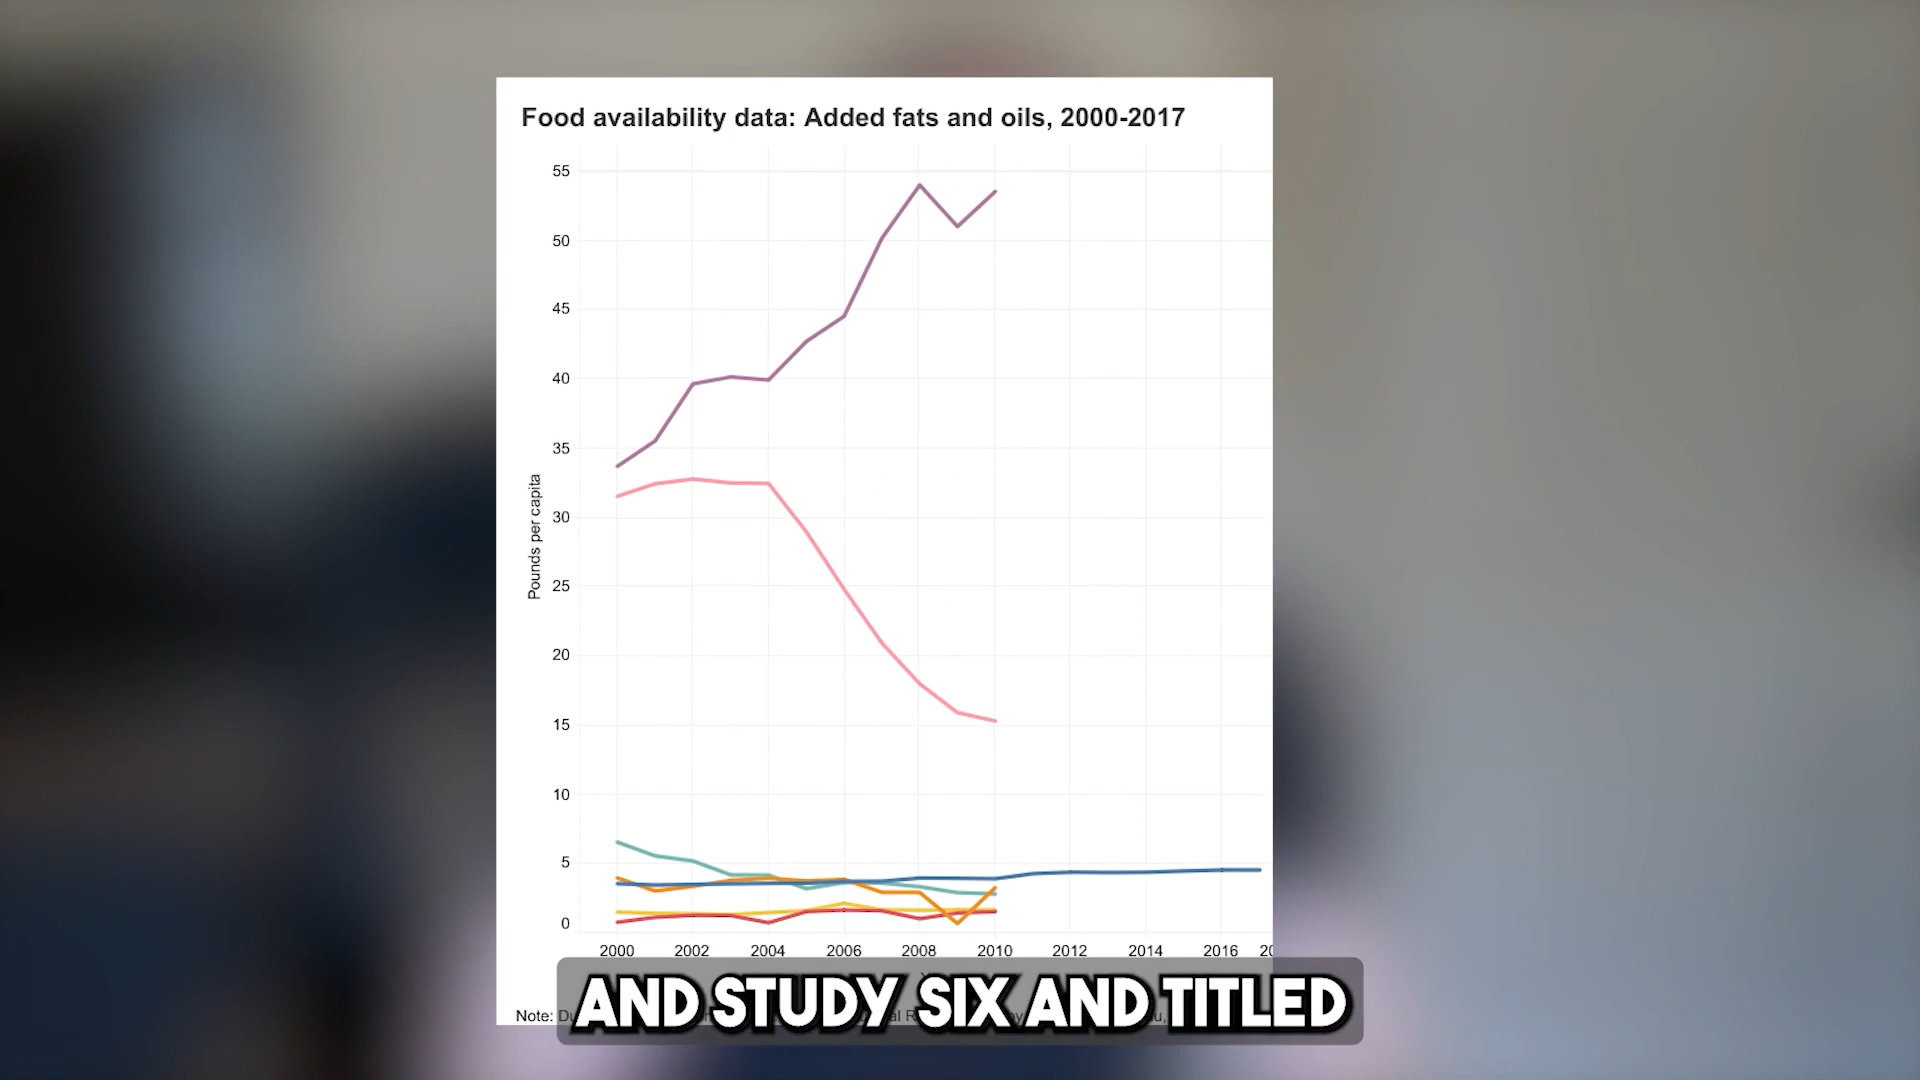 Food availability data: Added fats and oils, 2000-2017
55
50
45
40
35
30
25
20
15
10
5
0
Pounds per capita
2000 2002 2004 2006 2008 2010 2012 2014 2016
Note:
AND STUDY SIX AND TITLED